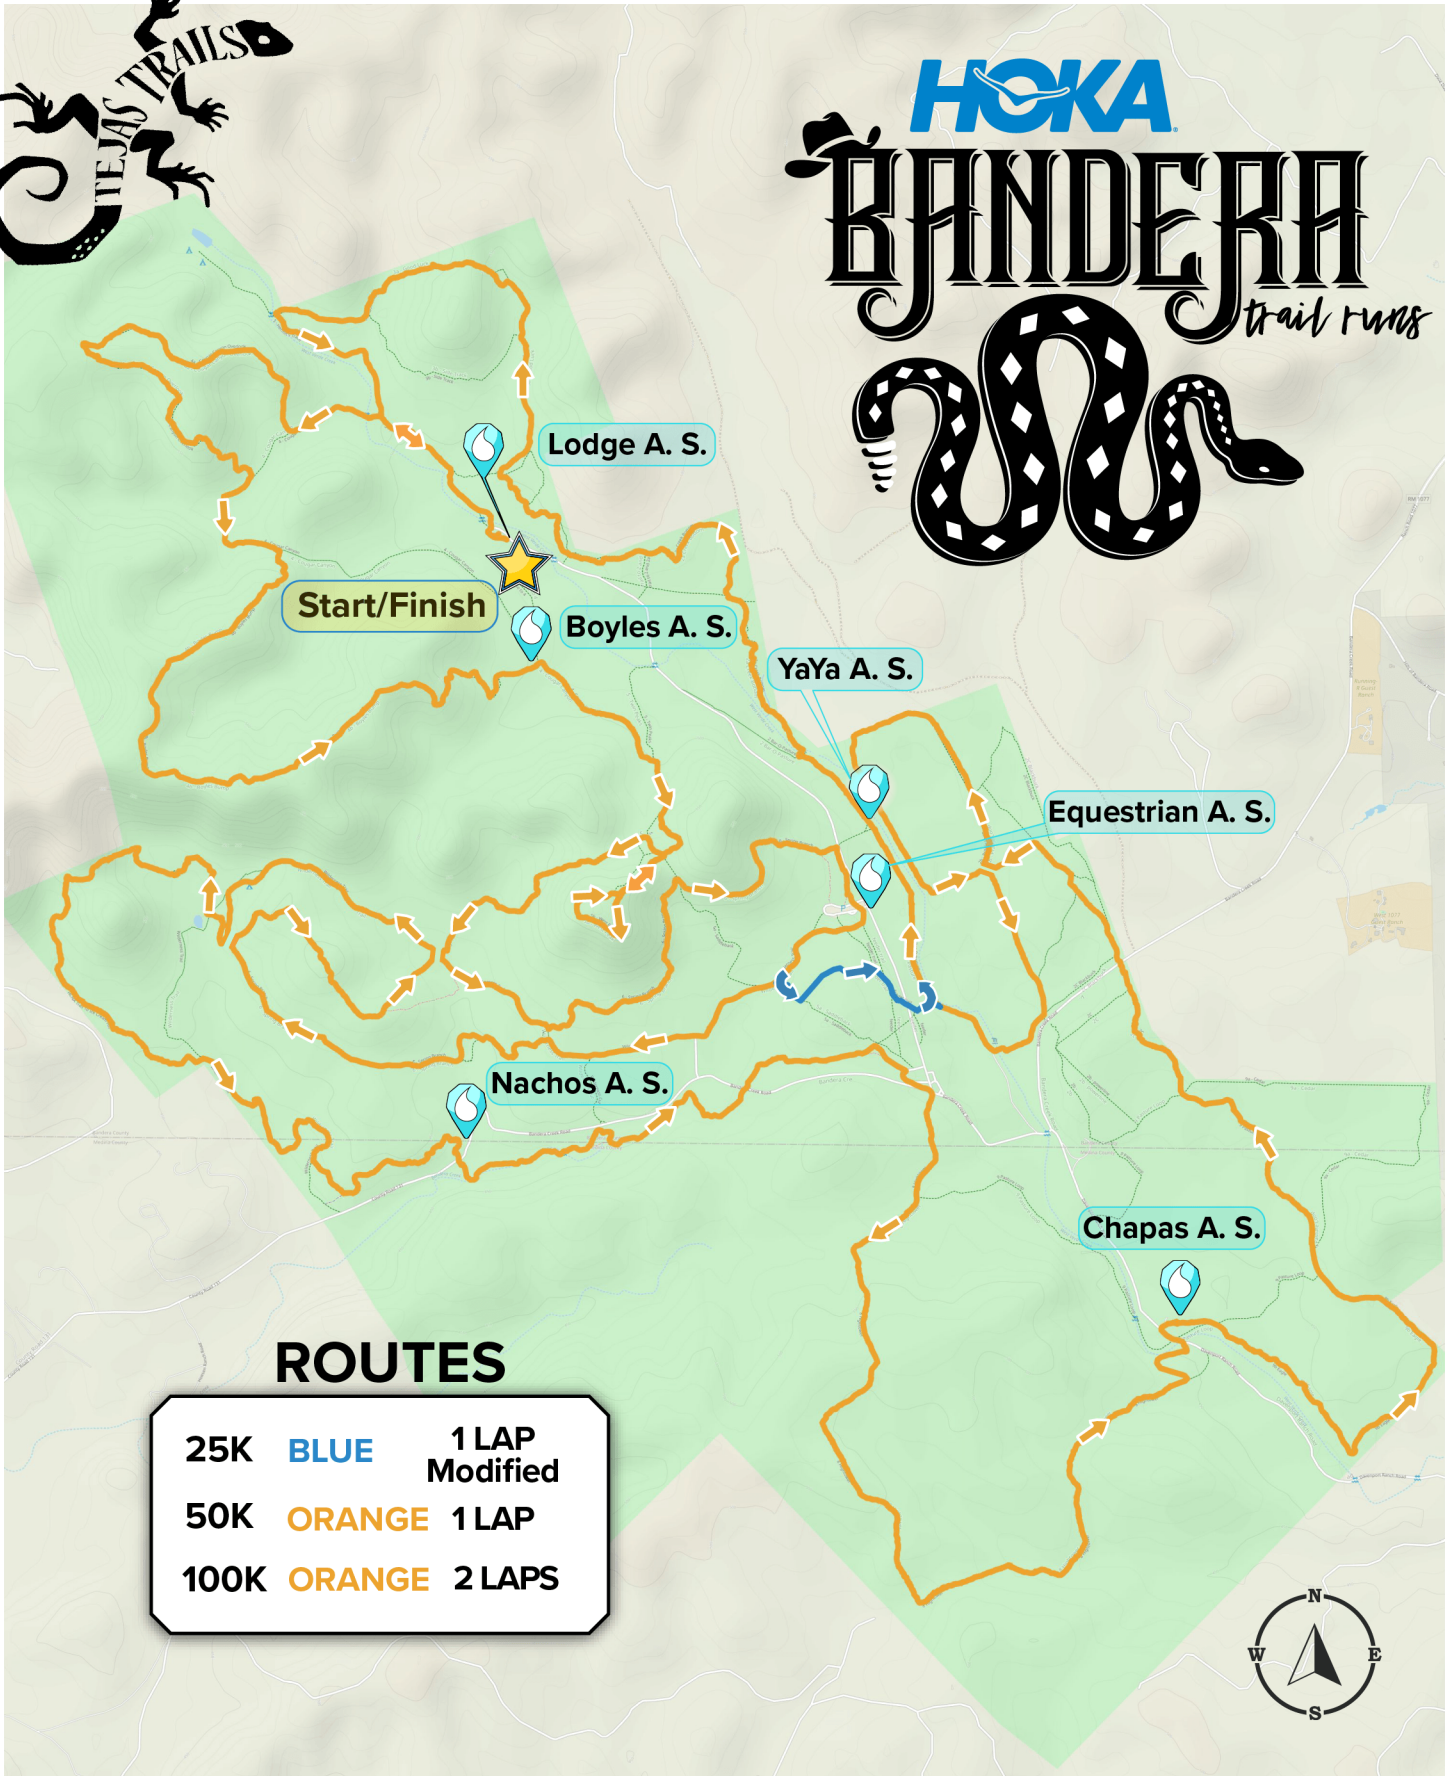 TEJAS TRAILS
HOKA
BANDERA
trail runs
Lodge A. S.
Start/Finish
Boyles A. S.
YaYa A. S.
Equestrian A. S.
Nachos A. S.
Chapas A. S.
ROUTES
25K BLUE 1 LAP
Modified
50K ORANGE 1 LAP
100K ORANGE 2 LAPS
N
W E
S